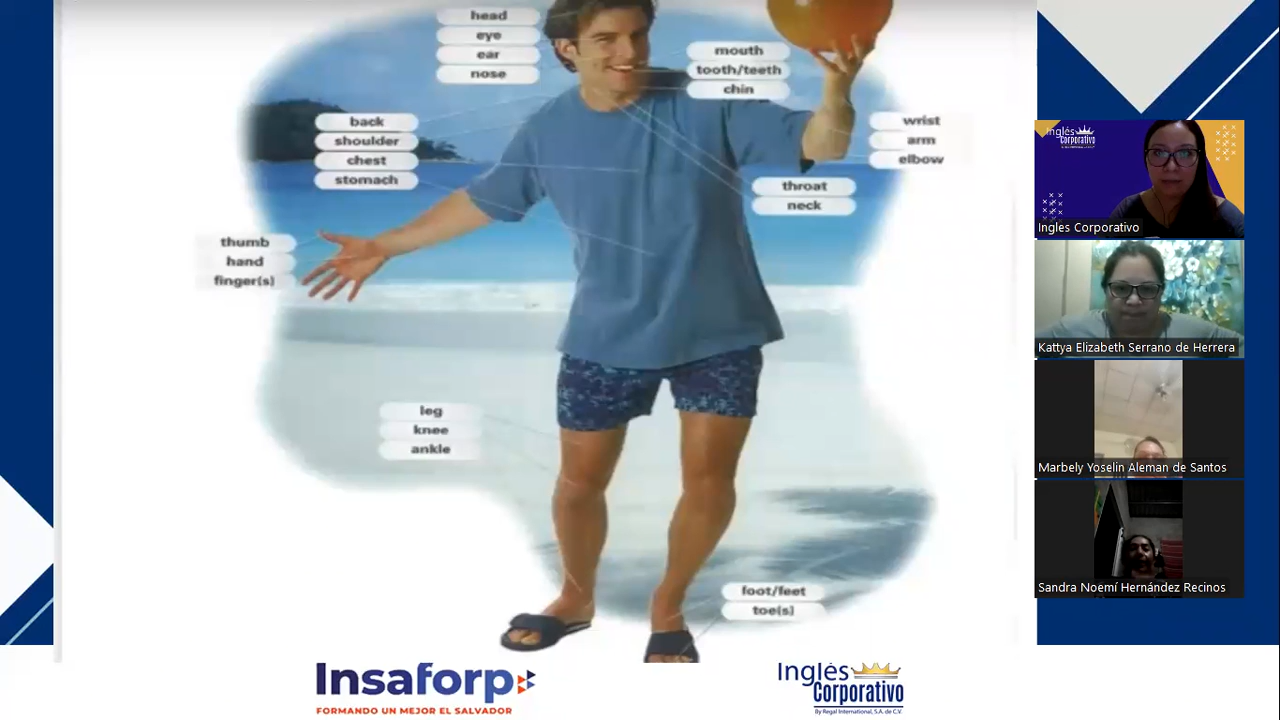 head
eye
ear
nose
mouth
tooth/teeth
chin
back
shoulder
chest
stomach
wrist
arm
elbow
throat
neck
thumb
hand
finger(s)
leg
knee
ankle
foot/feet
toe(s)
Insaforp
FORMANDO UN MEJOR EL SALVADOR
Inglés
Corporativo
By Regal International, S.A. de C.V.
Inglés
Corporativo
Ingles Corporativo
Kattya Elizabeth Serrano de Herrera
Marbely Yoselin Aleman de Santos
Sandra Noemí Hernández Recinos